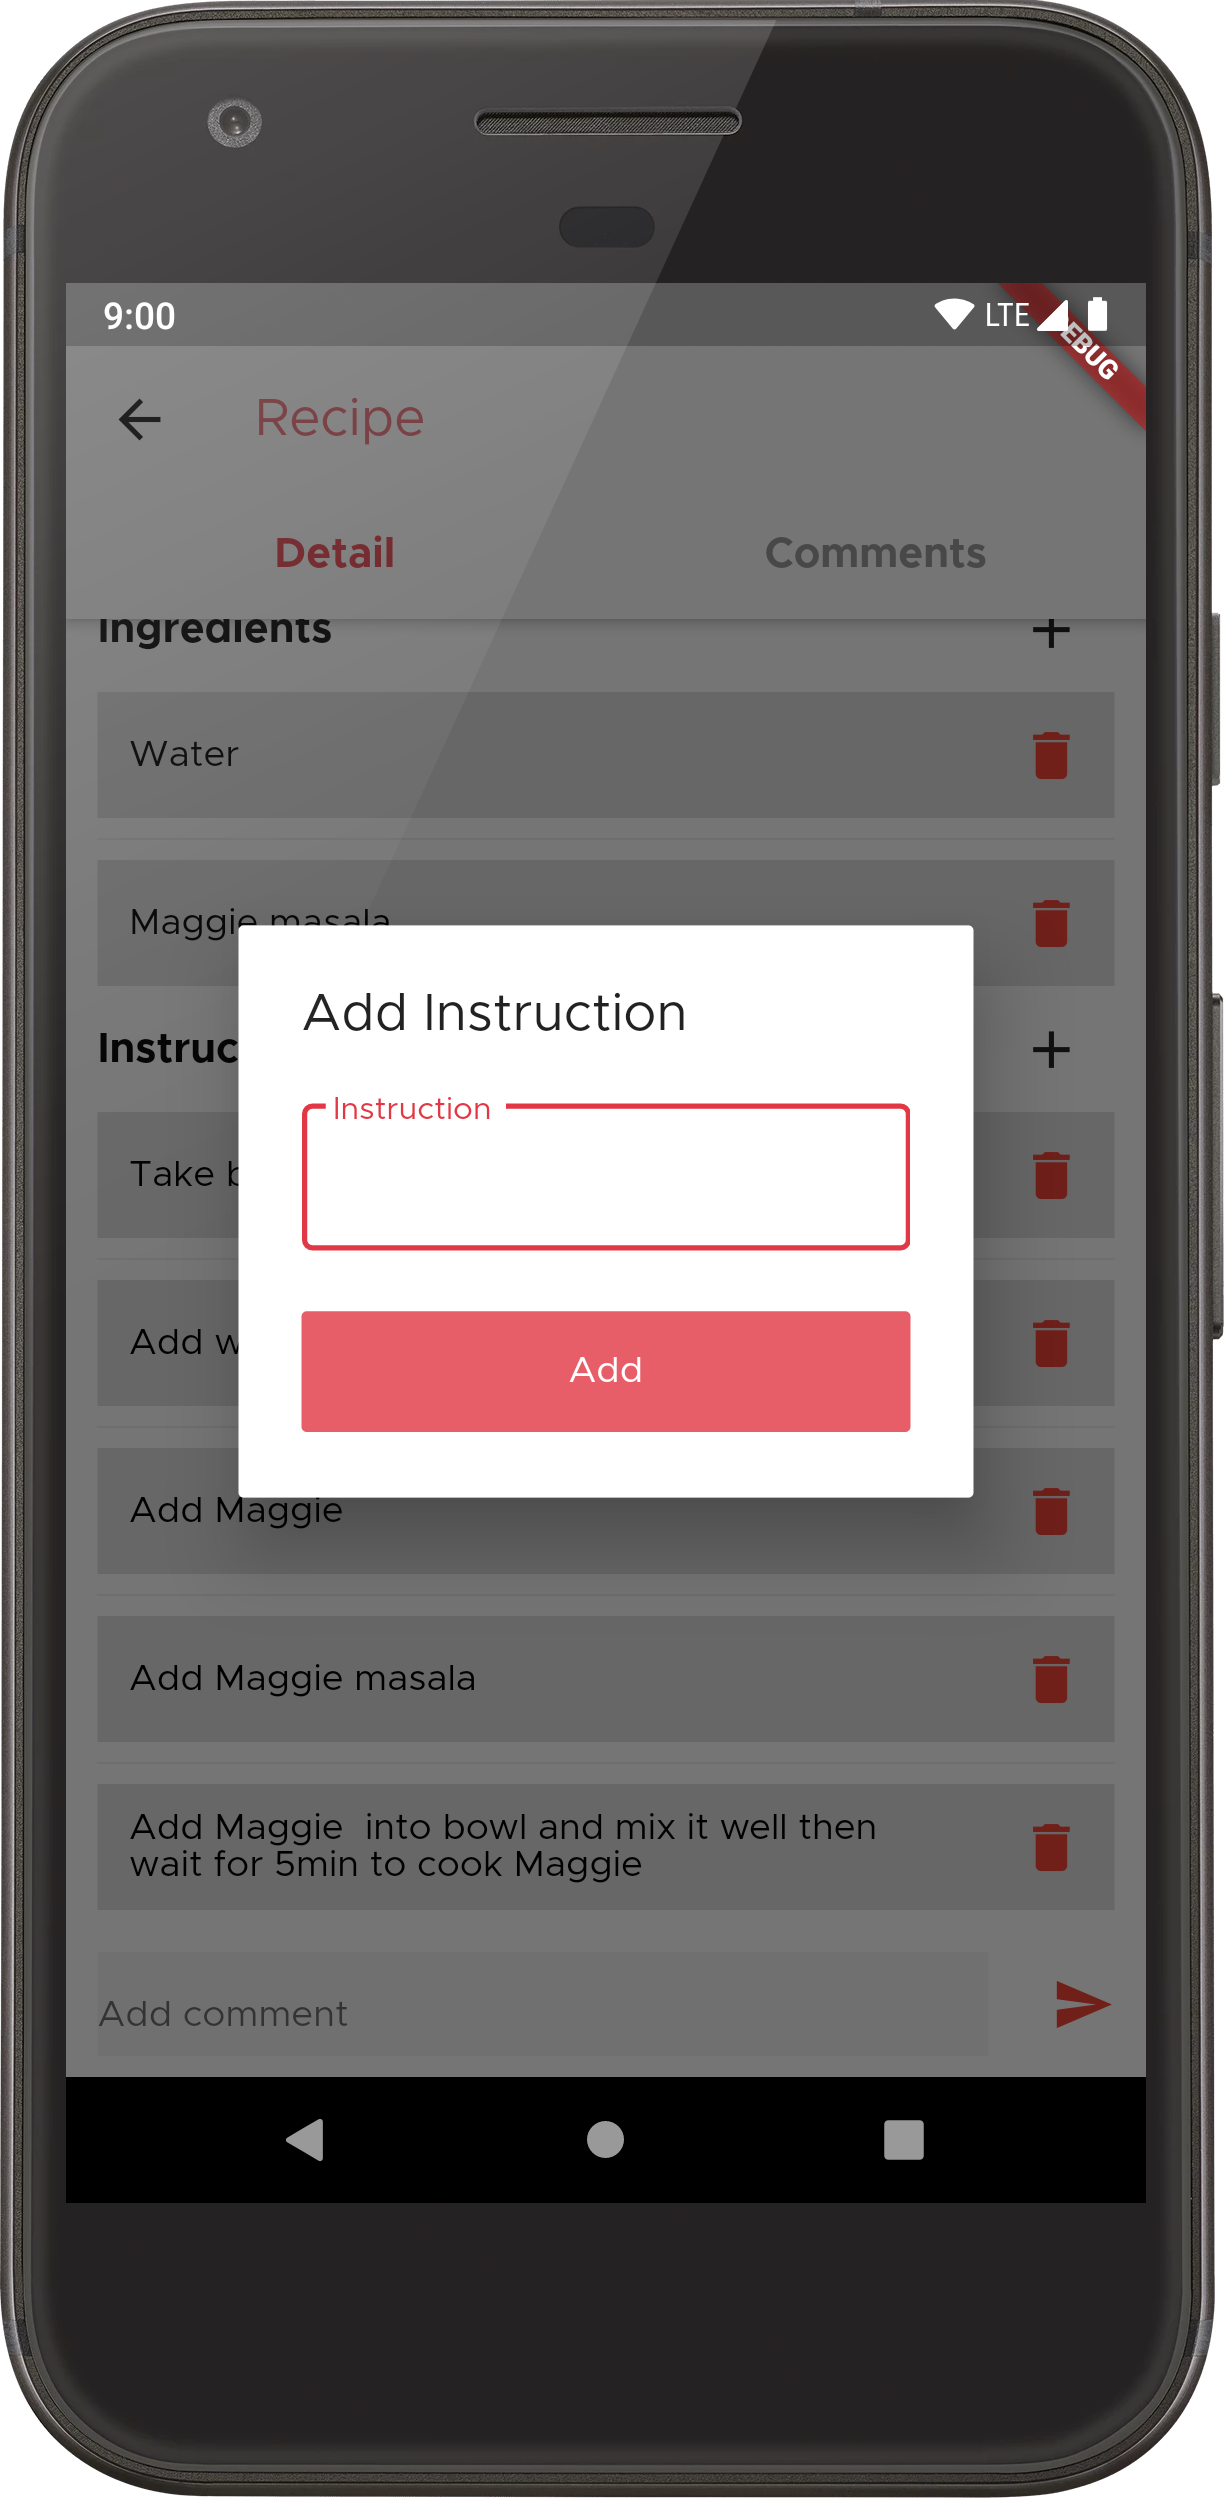 9:00 LTE
EBUG
Recipe
Detail Comments
Ingredients
Water
Maggie masala
Add Instruction
Instruc
Instruction
Take
Add
Add
Add Maggie
Add Maggie masala
Add Maggie  into bowl and mix it well then
wait for 5min to cook Maggie
Add comment